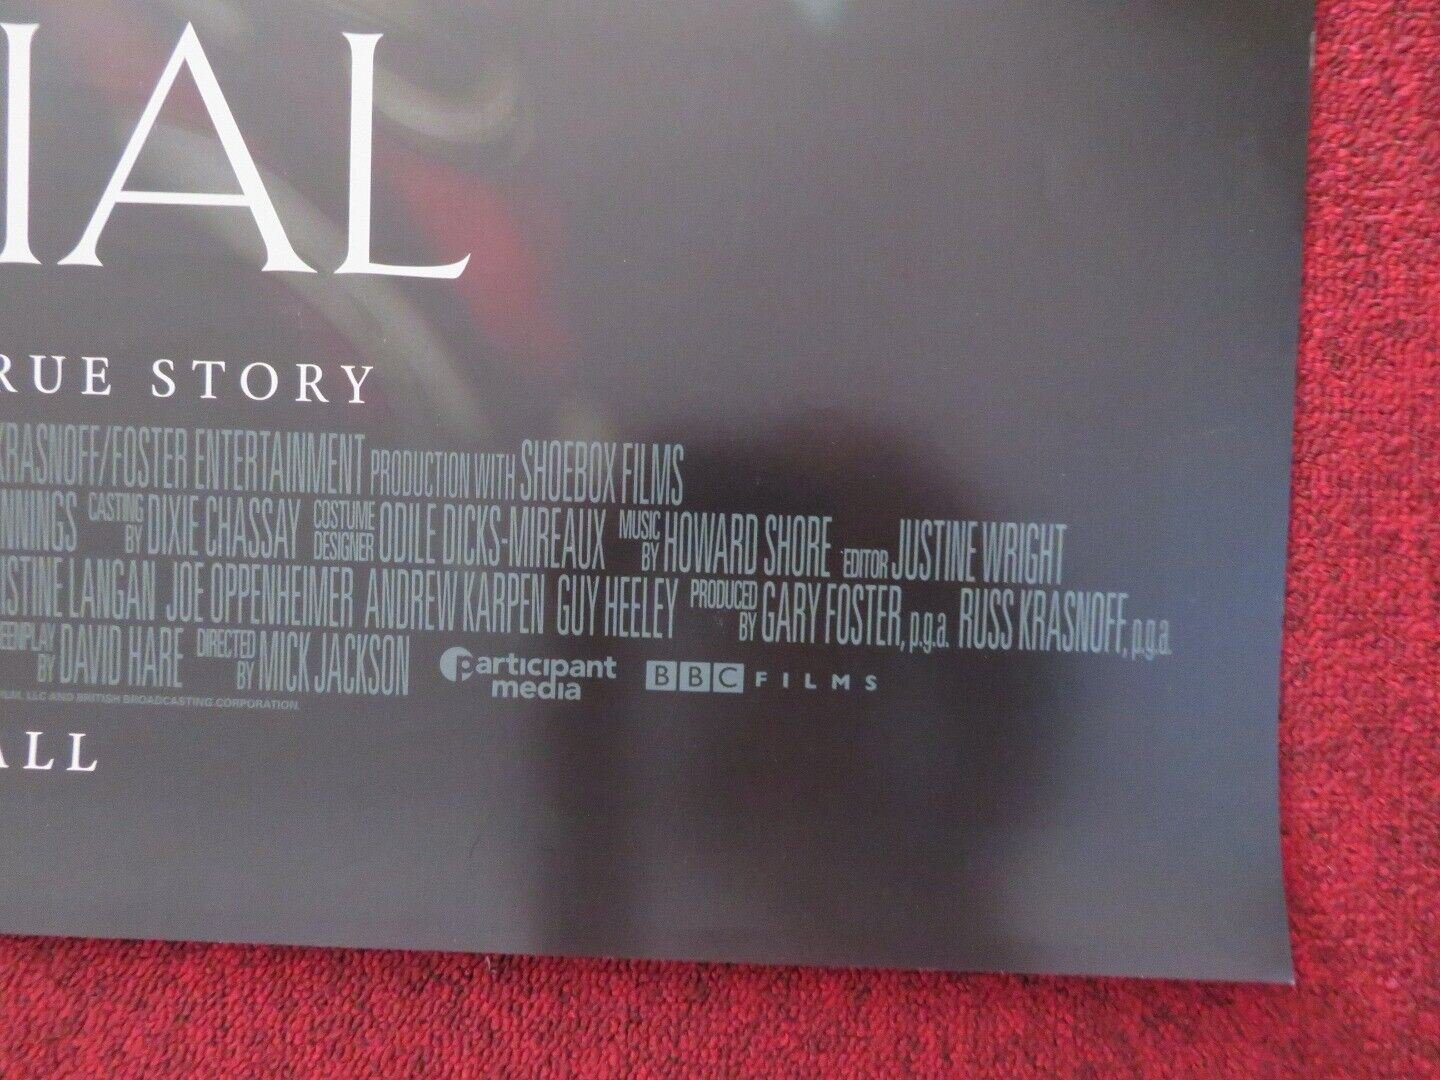 IAL
RUE STORY
KRASNOFF/FOSTER ENTERTAINMENT PRODUCTION WITH SHOEBOX FILMS
NNINGS CASTING BY DIXIE CHASSAY COSTUME DESIGNER ODILE DICKS-MIREAUX MUSIC BY HOWARD SHORE EDITOR JUSTINE WRIGHT
ISTINE LANGAN JOE OPPENHEIMER ANDREW KARPEN GUY HEELEY PRODUCED BY GARY FOSTER, p.g.a. RUSS KRASNOFF, p.g.a.
EENPLAY BY DAVID HARE DIRECTED BY MICK JACKSON participant media BBC FILMS
ILM, LLC AND BRITISH BROADCASTING CORPORATION.
ALL